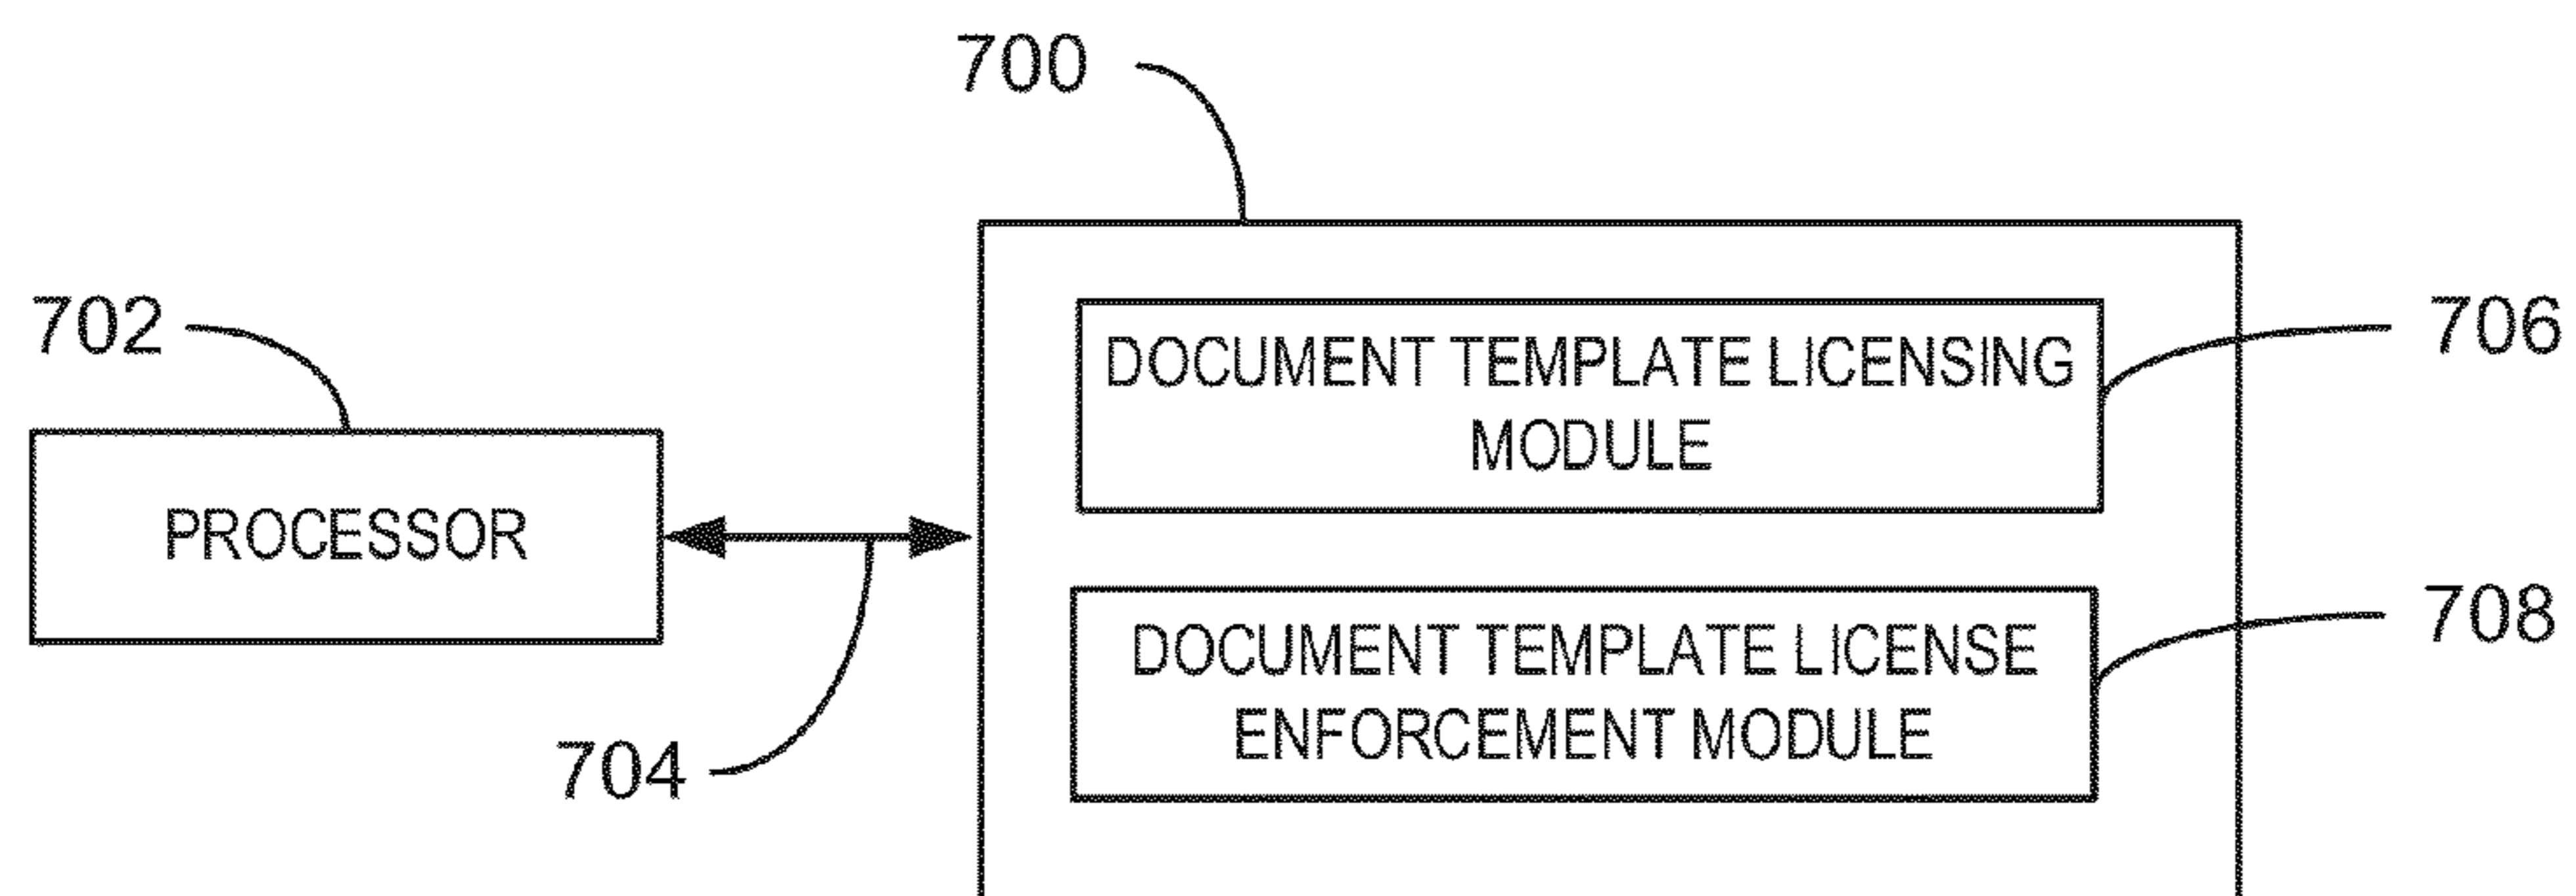 700
702
706
DOCUMENT TEMPLATE LICENSING
MODULE
PROCESSOR
708
DOCUMENT TEMPLATE LICENSE
ENFORCEMENT MODULE
704